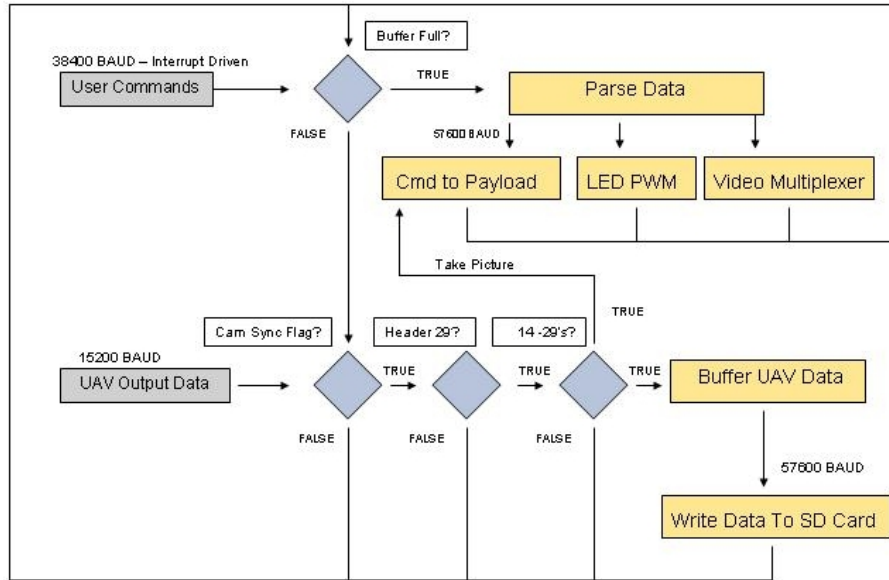 Buffer Full?
38400 BAUD – Interrupt Driven
User Commands
TRUE
Parse Data
FALSE
57600 BAUD
Cmd to Payload
LED PWM
Video Multiplexer
Take Picture
TRUE
Cam Sync Flag?
Header 29?
14 -29's?
15200 BAUD
UAV Output Data
TRUE
TRUE
TRUE
Buffer UAV Data
FALSE
FALSE
FALSE
57600 BAUD
Write Data To SD Card